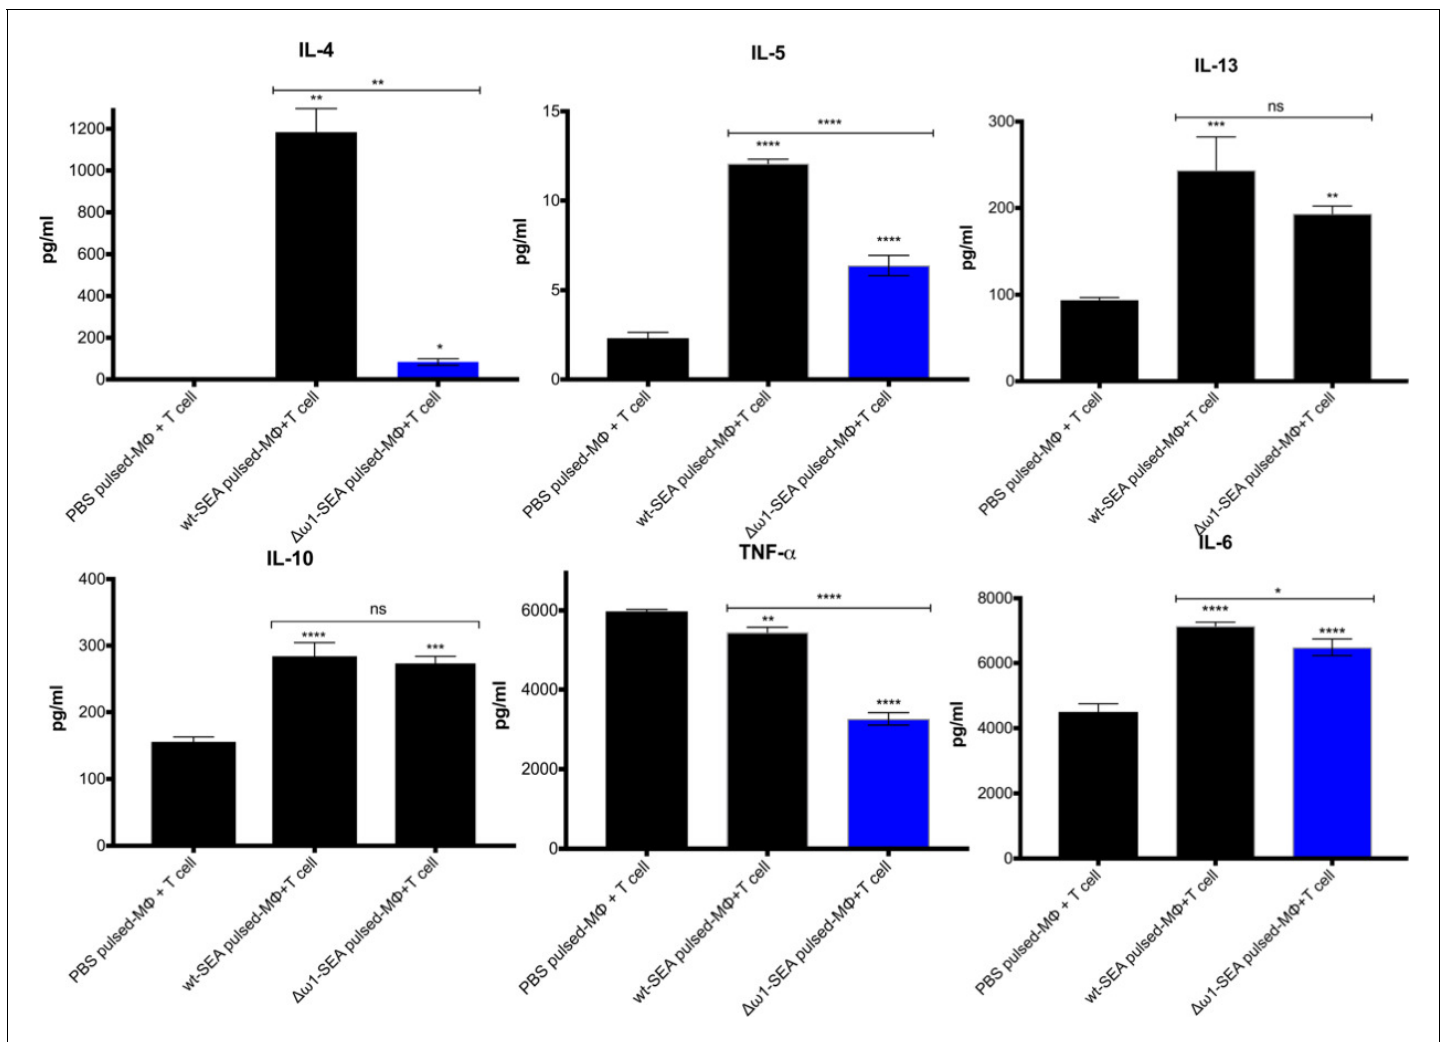 IL-4
**
**
*
1200
1000
800
600
400
200
0
pg/ml
PBS pulsed-MΦ + T cell
wt-SEA pulsed-MΦ+T cell
Δω1-SEA pulsed-MΦ+T cell
IL-5
****
****
****
15
10
5
0
pg/ml
PBS pulsed-MΦ + T cell
wt-SEA pulsed-MΦ+T cell
Δω1-SEA pulsed-MΦ+T cell
IL-13
ns
***
**
300
200
100
0
pg/ml
PBS pulsed-MΦ + T cell
wt-SEA pulsed-MΦ+T cell
Δω1-SEA pulsed-MΦ+T cell
IL-10
ns
****
***
400
300
200
100
0
pg/ml
PBS pulsed-MΦ + T cell
wt-SEA pulsed-MΦ+T cell
Δω1-SEA pulsed-MΦ+T cell
TNF-α
****
**
****
6000
4000
2000
0
pg/ml
PBS pulsed-MΦ + T cell
wt-SEA pulsed-MΦ+T cell
Δω1-SEA pulsed-MΦ+T cell
IL-6
*
****
****
8000
6000
4000
2000
0
pg/ml
PBS pulsed-MΦ + T cell
wt-SEA pulsed-MΦ+T cell
Δω1-SEA pulsed-MΦ+T cell